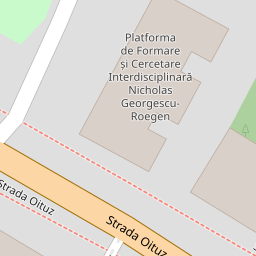 Platforma
de Formare
și Cercetare
Interdisciplinară
Nicholas
Georgescu-
Roegen
Strada Oituz
Strada Oituz